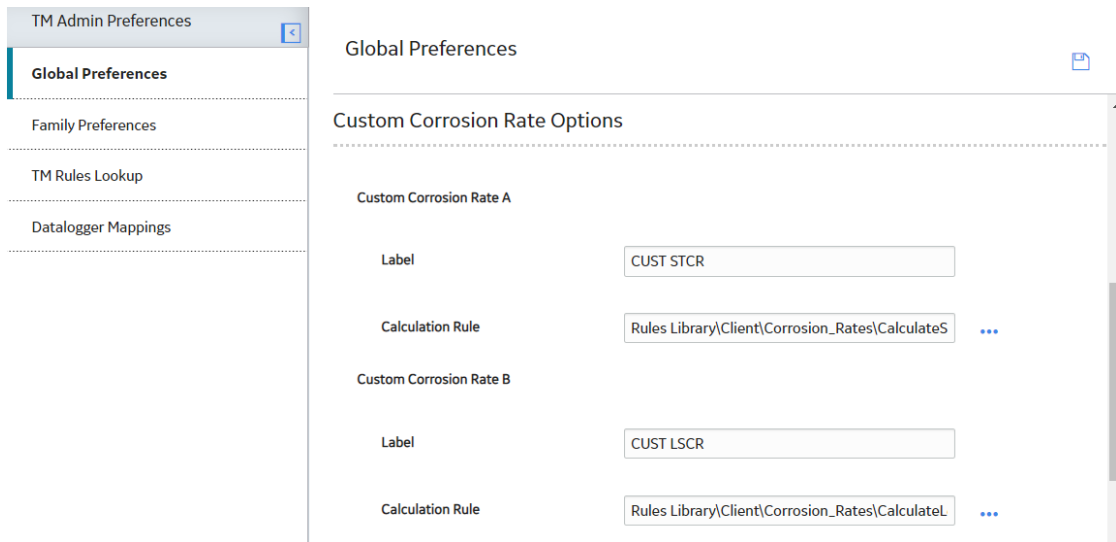 TM Admin Preferences
Global Preferences
Family Preferences
TM Rules Lookup
Datalogger Mappings
Global Preferences
Custom Corrosion Rate Options
Custom Corrosion Rate A
Label
CUST STCR
Calculation Rule
Rules Library\Client\Corrosion_Rates\CalculateS
Custom Corrosion Rate B
Label
CUST LSCR
Calculation Rule
Rules Library\Client\Corrosion_Rates\CalculateL